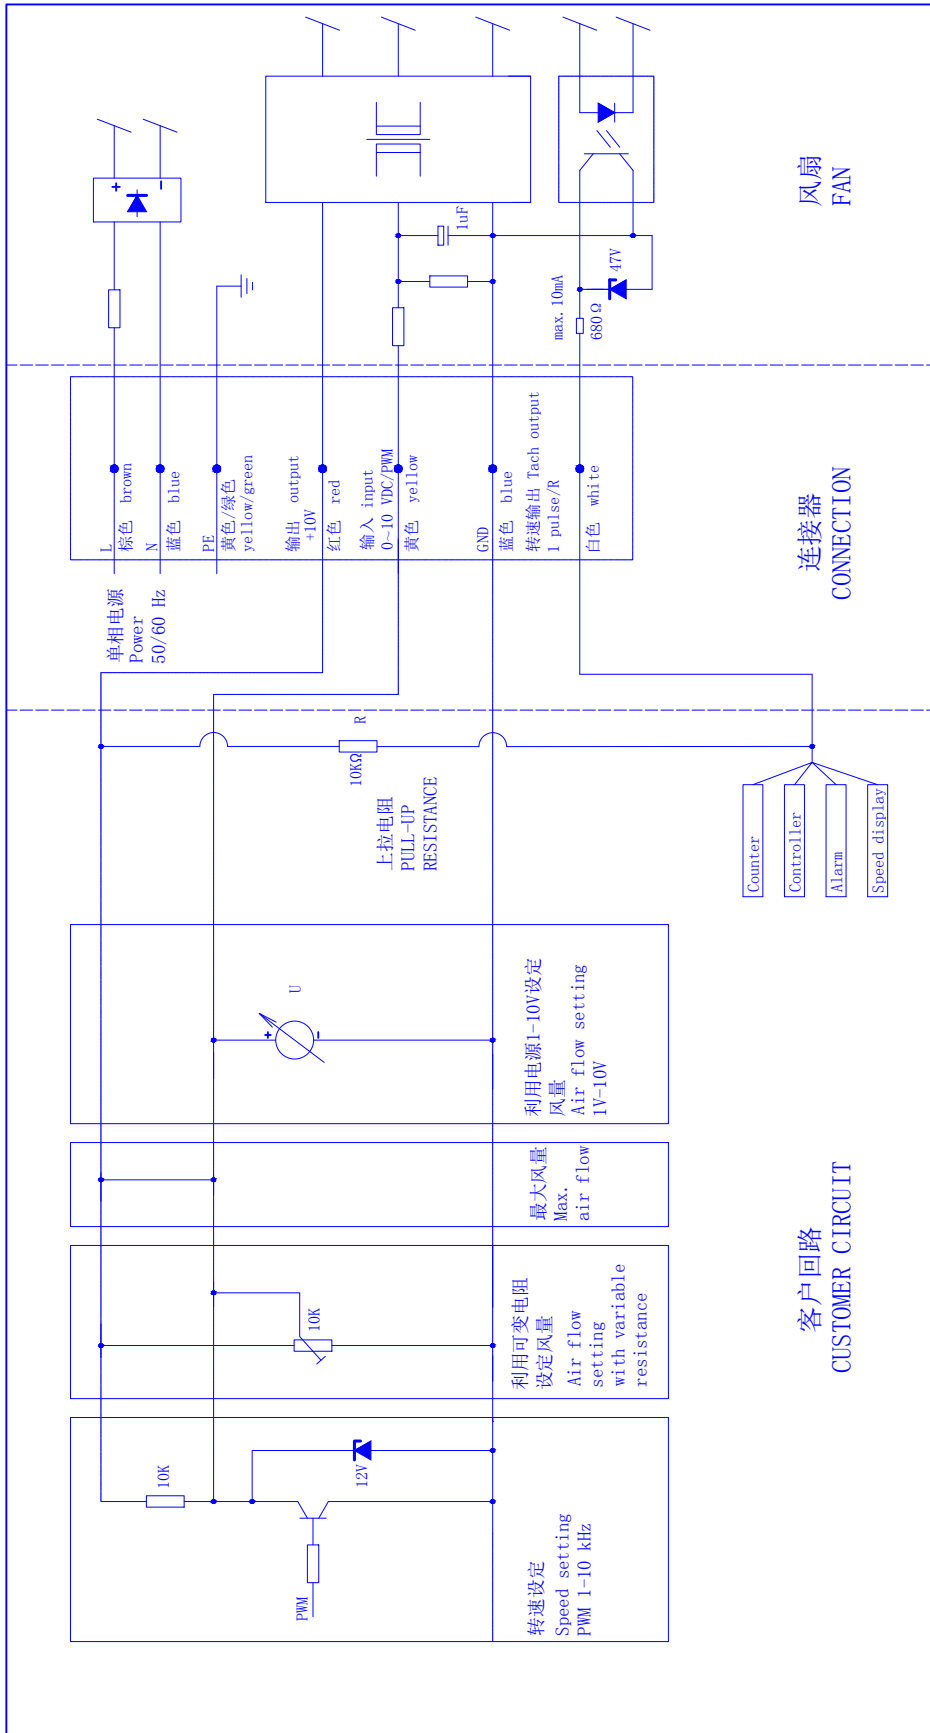 风扇
FAN
+
-
1uF
47V
max. 10mA
680Ω
连接器
CONNECTION
L
棕色 brown
N
蓝色 blue
PE
黄色/绿色
yellow/green
输出 output
+10V
红色 red
输入 input
0~10 VDC/PWM
黄色 yellow
GND
蓝色 blue
转速输出 Tach output
1 pulse/R
白色 white
单相电源
Power
50/60 Hz
客户回路
CUSTOMER CIRCUIT
R
10KΩ
上拉电阻
PULL-UP
RESISTANCE
Counter
Controller
Alarm
Speed display
U
+
-
利用电源1-10V设定
风量
Air flow setting
1V-10V
最大风量
Max.
air flow
10K
利用可变电阻
设定风量
Air flow
setting
with variable
resistance
10K
12V
PWM
转速设定
Speed setting
PWM 1-10 kHz